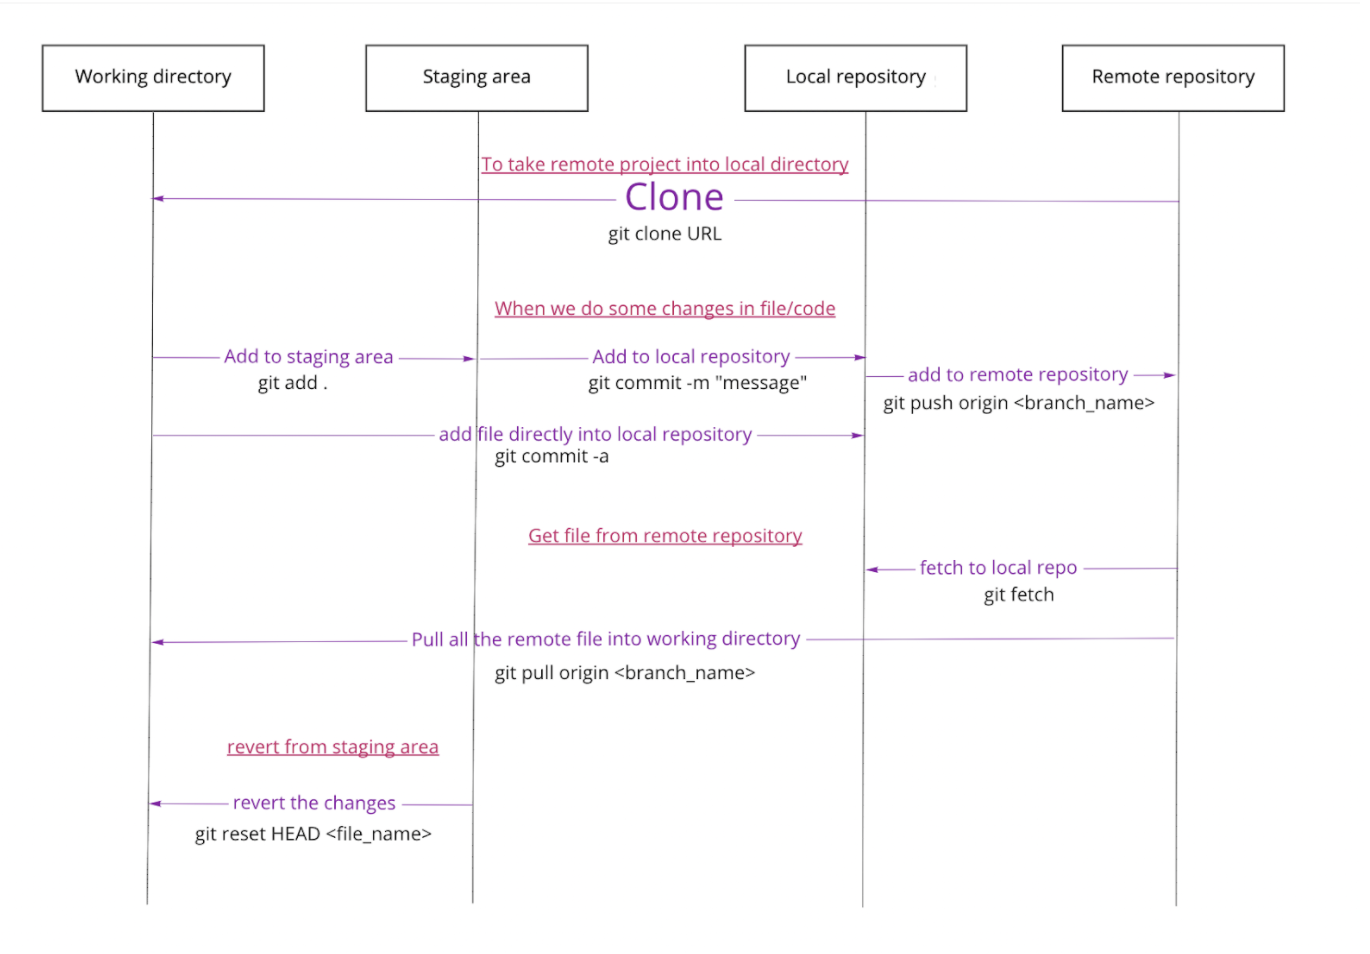 Working directory
Staging area
Local repository
Remote repository
To take remote project into local directory
Clone
git clone URL
When we do some changes in file/code
Add to staging area
git add .
Add to local repository
git commit -m "message"
add to remote repository
git push origin <branch_name>
add file directly into local repository
git commit -a
Get file from remote repository
fetch to local repo
git fetch
Pull all the remote file into working directory
git pull origin <branch_name>
revert from staging area
revert the changes
git reset HEAD <file_name>